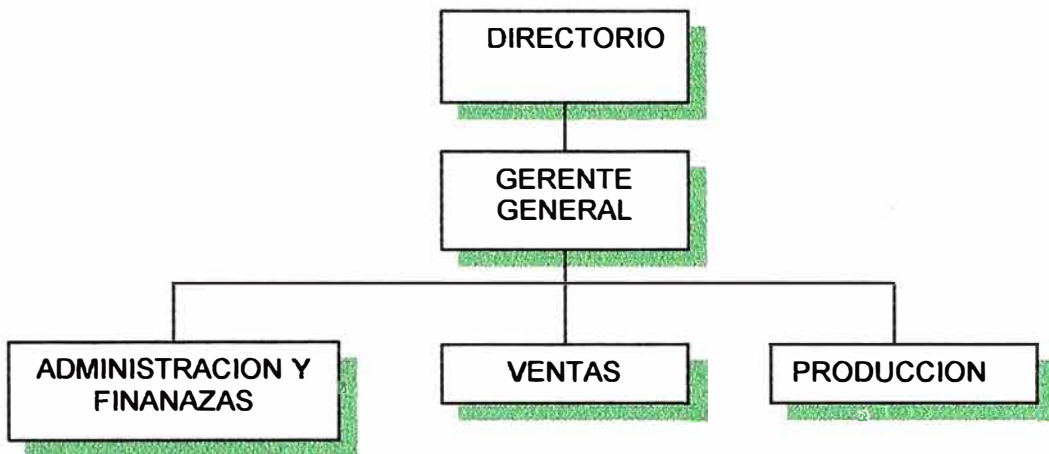 DIRECTORIO
GERENTE
GENERAL
ADMINISTRACION Y
FINANAZAS
VENTAS
PRODUCCION